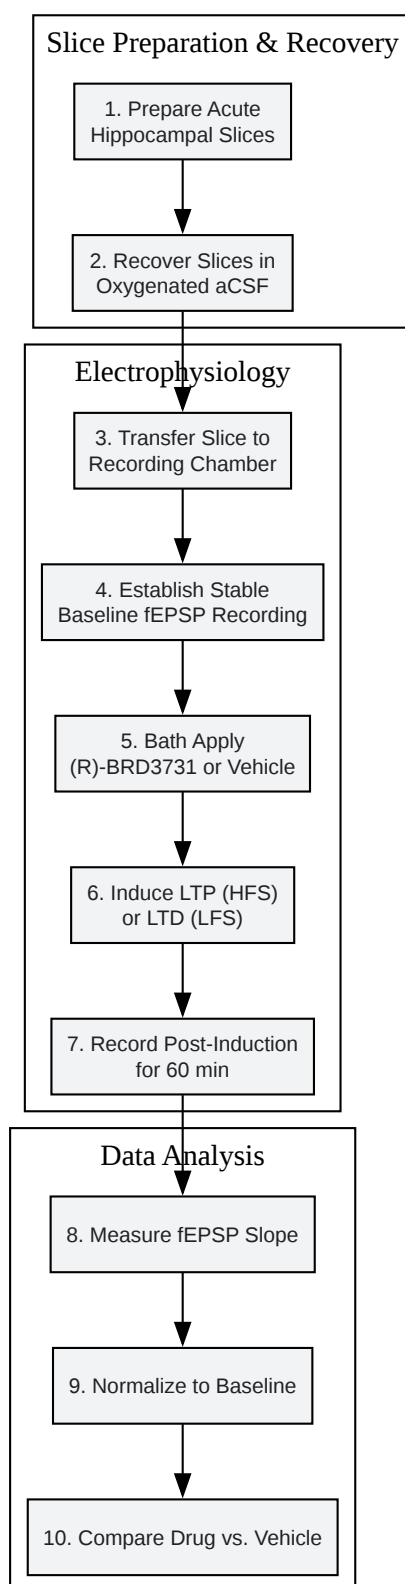 Slice Preparation & Recovery
1. Prepare Acute
Hippocampal Slices
2. Recover Slices in
Oxygenated aCSF
Electrophysiology
3. Transfer Slice to
Recording Chamber
4. Establish Stable
Baseline fEPSP Recording
5. Bath Apply
(R)-BRD3731 or Vehicle
6. Induce LTP (HFS)
or LTD (LFS)
7. Record Post-Induction
for 60 min
Data Analysis
8. Measure fEPSP Slope
9. Normalize to Baseline
10. Compare Drug vs. Vehicle